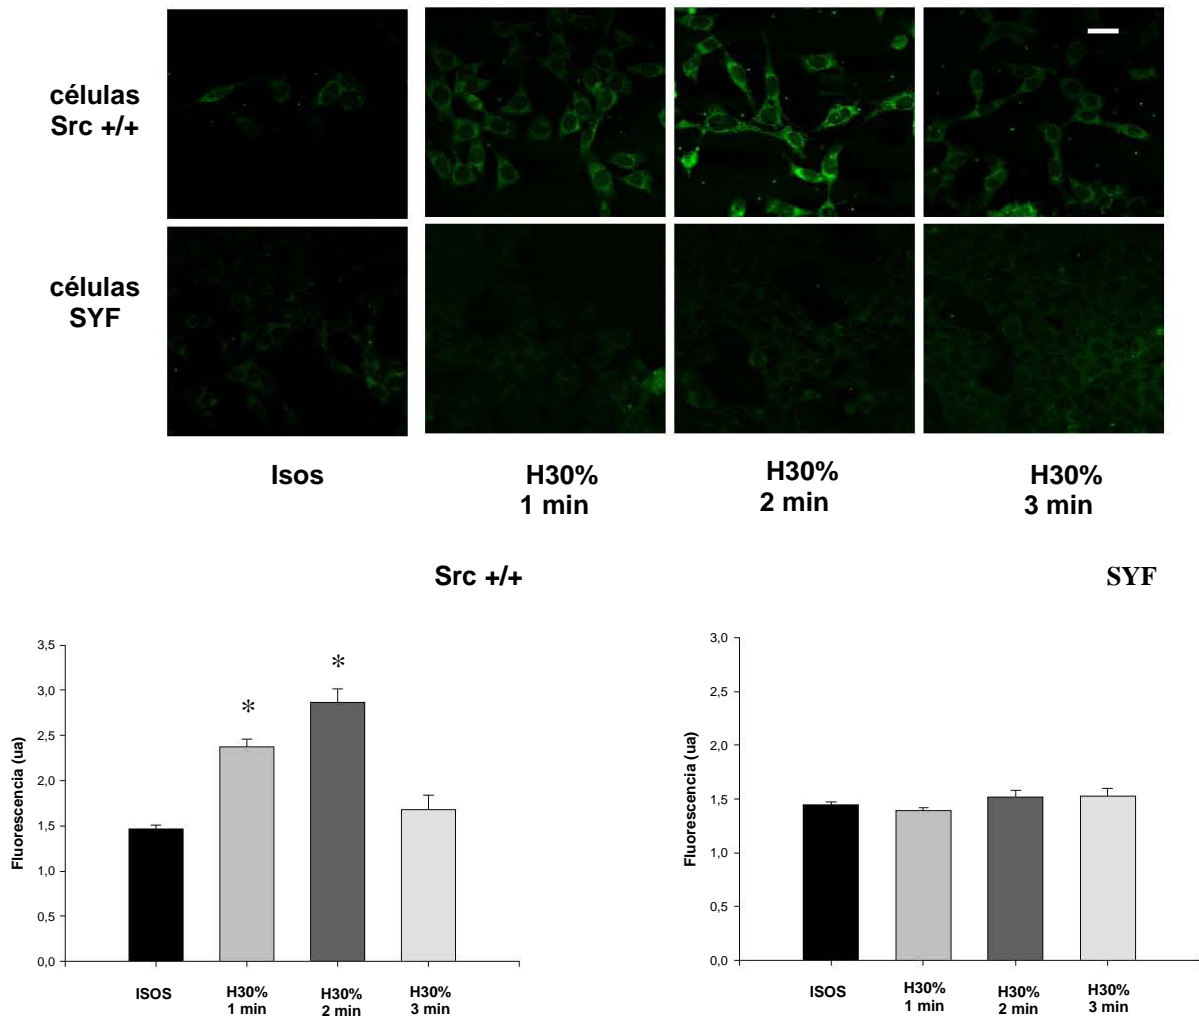 células
Src +/+
células
SYF
Isos
H30%
1 min
H30%
2 min
H30%
3 min
Src +/+
SYF
Fluorescencia (ua)
3,5
3,0
2,5
2,0
1,5
1,0
0,5
0,0
*
*
ISOS
H30%
1 min
H30%
2 min
H30%
3 min
Fluorescencia (ua)
3,0
2,5
2,0
1,5
1,0
0,5
0,0
ISOS
H30%
1 min
H30%
2 min
H30%
3 min